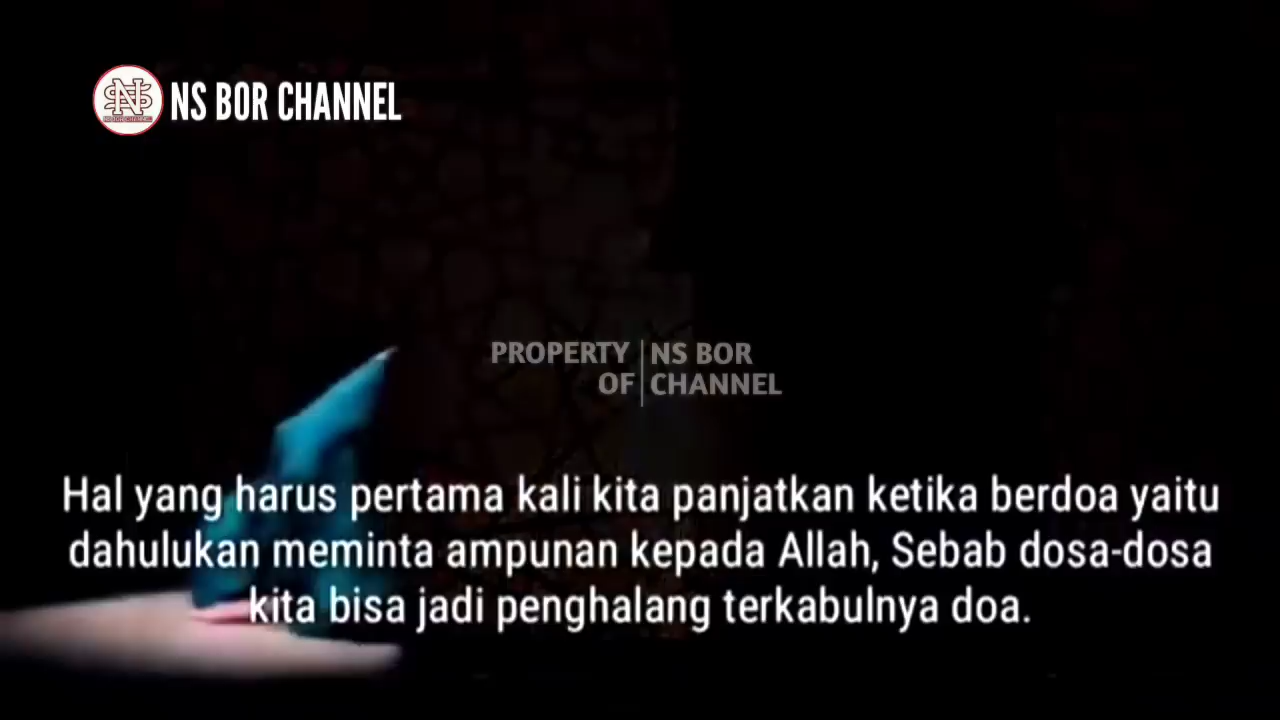 NS BOR CHANNEL
PROPERTY OF
NS BOR CHANNEL
Hal yang harus pertama kali kita panjatkan ketika berdoa yaitu
dahulukan meminta ampunan kepada Allah, Sebab dosa-dosa
kita bisa jadi penghalang terkabulnya doa.